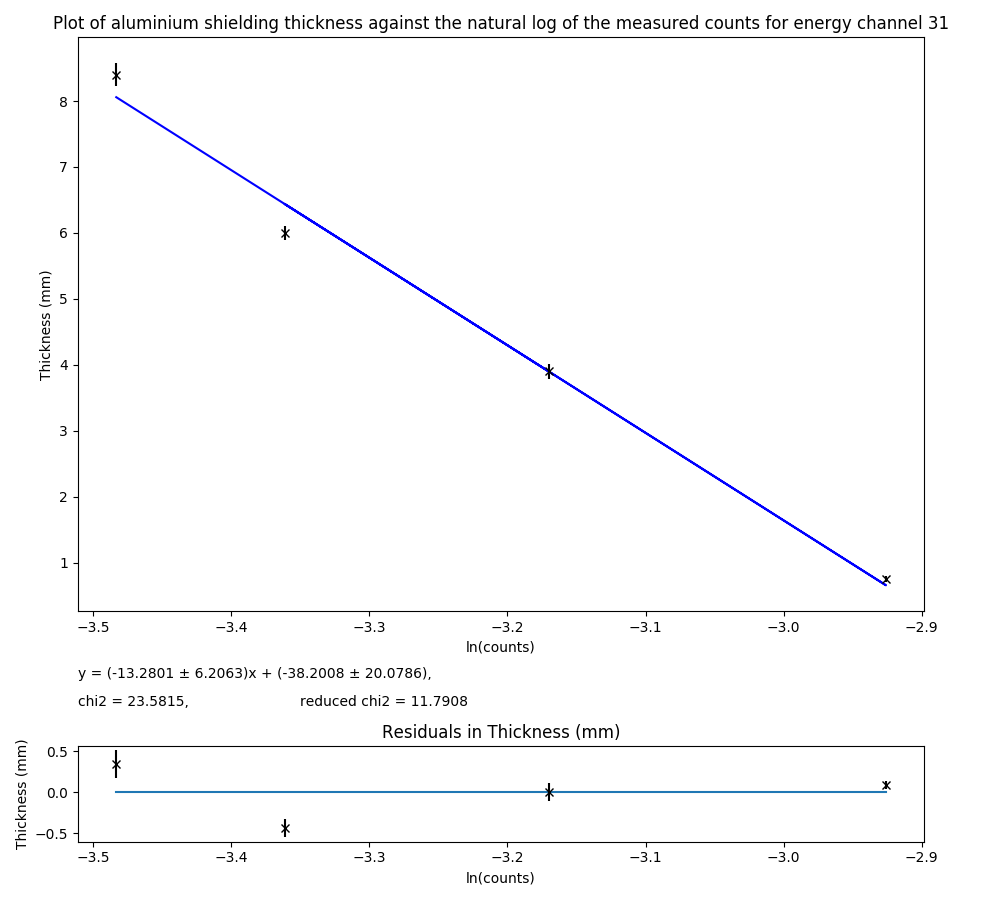 Plot of aluminium shielding thickness against the natural log of the measured counts for energy channel 31
Thickness (mm)
8
7
6
5
4
3
2
1
−3.5 −3.4 −3.3 −3.2 −3.1 −3.0 −2.9
ln(counts)
y = (-13.2801 ± 6.2063)x + (-38.2008 ± 20.0786),
chi2 = 23.5815, reduced chi2 = 11.7908
Residuals in Thickness (mm)
Thickness (mm)
0.5
0.0
−0.5
−3.5 −3.4 −3.3 −3.2 −3.1 −3.0 −2.9
ln(counts)